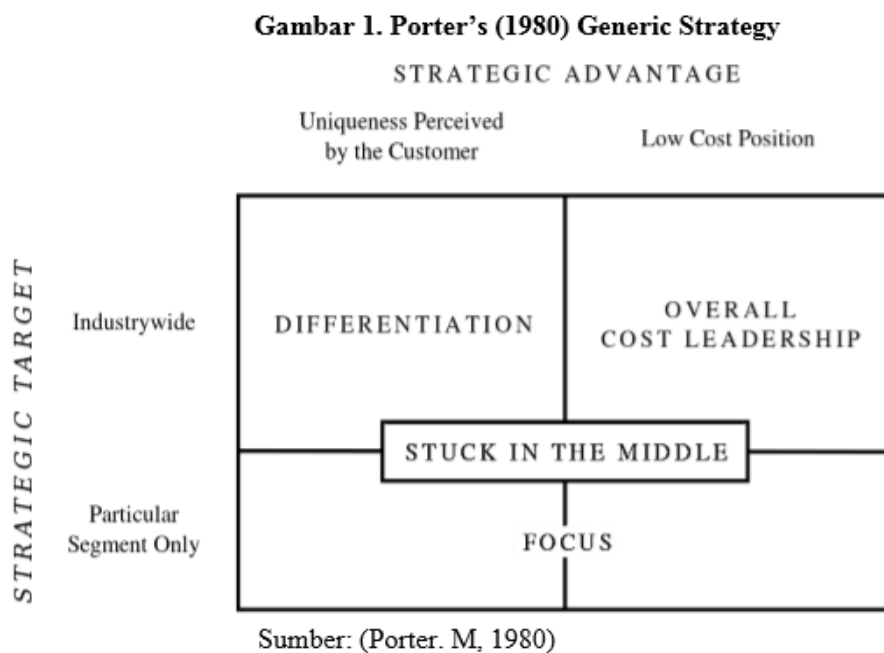 Gambar 1. Porter's (1980) Generic Strategy
STRATEGIC ADVANTAGE
Uniqueness Perceived
by the Customer
Low Cost Position
STRATEGIC TARGET
Industrywide
DIFFERENTIATION
OVERALL
COST LEADERSHIP
STUCK IN THE MIDDLE
Particular
Segment Only
FOCUS
Sumber: (Porter. M, 1980)